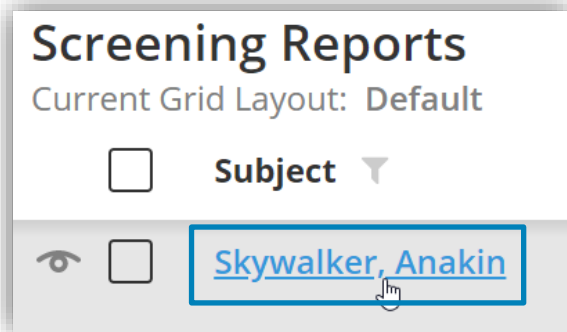 Screening Reports
Current Grid Layout: Default
Subject
Skywalker, Anakin